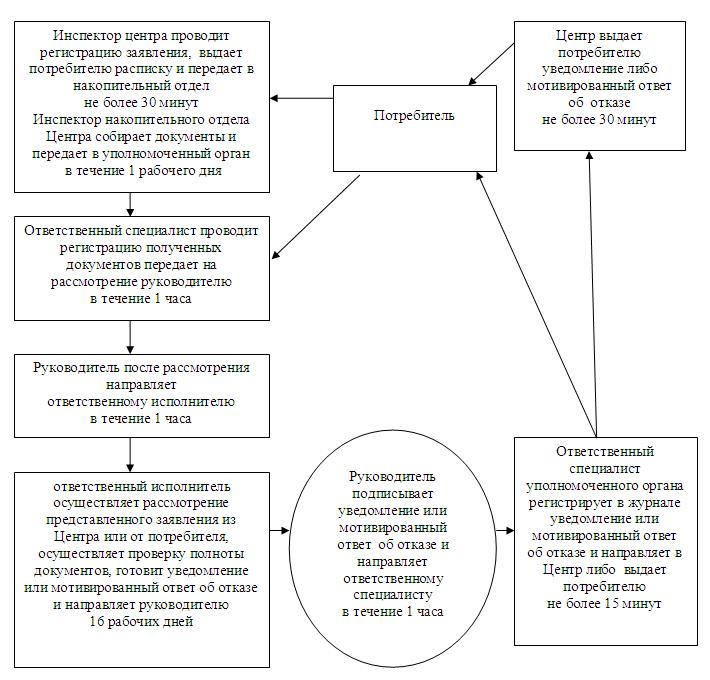 Инспектор центра проводит
регистрацию заявления, выдает
потребителю расписку и передает в
накопительный отдел
не более 30 минут
Инспектор накопительного отдела
Центра собирает документы и
передает в уполномоченный орган
в течение 1 рабочего дня
Потребитель
Центр выдает
потребителю
уведомление либо
мотивированный ответ
об отказе
не более 30 минут
Ответственный специалист проводит
регистрацию полученных
документов передает на
рассмотрение руководителю
в течение 1 часа
Руководитель после рассмотрения
направляет
ответственному исполнителю
в течение 1 часа
ответственный исполнитель
осуществляет рассмотрение
представленного заявления из
Центра или от потребителя,
осуществляет проверку полноты
документов, готовит уведомление
или мотивированный ответ об отказе
и направляет руководителю
16 рабочих дней
Руководитель
подписывает
уведомление или
мотивированный
ответ об отказе и
направляет
ответственному
специалисту
в течение 1 часа
Ответственный
специалист
уполномоченного органа
регистрирует в журнале
уведомление или
мотивированный ответ
об отказе и направляет в
Центр либо выдает
потребителю
не более 15 минут